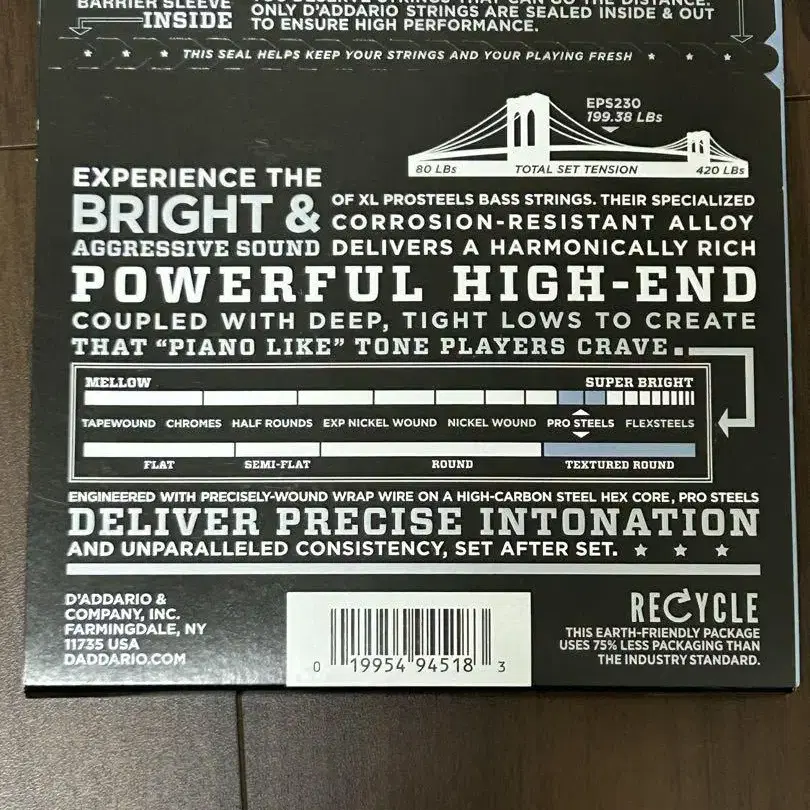 BARRIER SLEEVE
INSIDE
ONLY D'ADDARIO STRINGS ARE SEALED INSIDE & OUT
TO ENSURE HIGH PERFORMANCE.
THIS SEAL HELPS KEEP YOUR STRINGS AND YOUR PLAYING FRESH
EPS230
199.38 LBs
80 LBs TOTAL SET TENSION 420 LBs
EXPERIENCE THE
BRIGHT &
AGGRESSIVE SOUND
OF XL PROSTEELS BASS STRINGS. THEIR SPECIALIZED
CORROSION-RESISTANT ALLOY
DELIVERS A HARMONICALLY RICH
POWERFUL HIGH-END
COUPLED WITH DEEP, TIGHT LOWS TO CREATE
THAT “PIANO LIKE” TONE PLAYERS CRAVE.
MELLOW SUPER BRIGHT
TAPEWOUND CHROMES HALF ROUNDS EXP NICKEL WOUND NICKEL WOUND PRO STEELS FLEXSTEELS
FLAT SEMI-FLAT ROUND TEXTURED ROUND
ENGINEERED WITH PRECISELY-WOUND WRAP WIRE ON A HIGH-CARBON STEEL HEX CORE, PRO STEELS
DELIVER PRECISE INTONATION
AND UNPARALLELED CONSISTENCY, SET AFTER SET.
D'ADDARIO &
COMPANY, INC.
FARMINGDALE, NY
11735 USA
DADDARIO.COM
0 19954 94518 3
RECYCLE
THIS EARTH-FRIENDLY PACKAGE
USES 75% LESS PACKAGING THAN
THE INDUSTRY STANDARD.